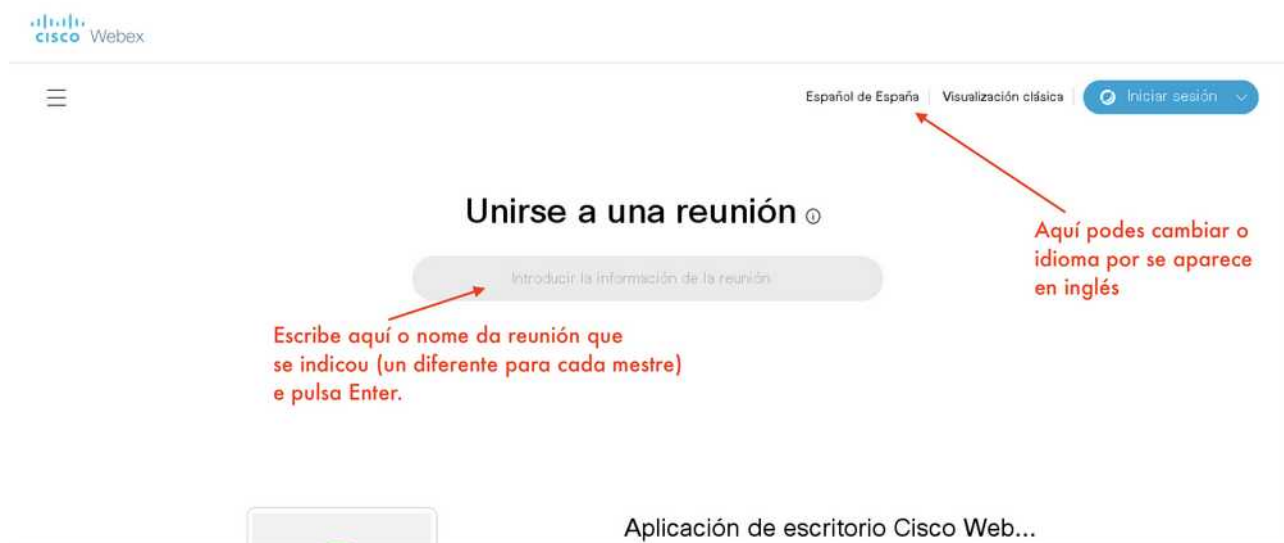 cisco Webex
Español de España
Visualización clásica
Iniciar sesión
Unirse a una reunión
Aquí podes cambiar o
idioma por se aparece
en inglés
Introducir la información de la reunión
Escribe aquí o nome da reunión que
se indicou (un diferente para cada mestre)
e pulsa Enter.
Aplicación de escritorio Cisco Web...